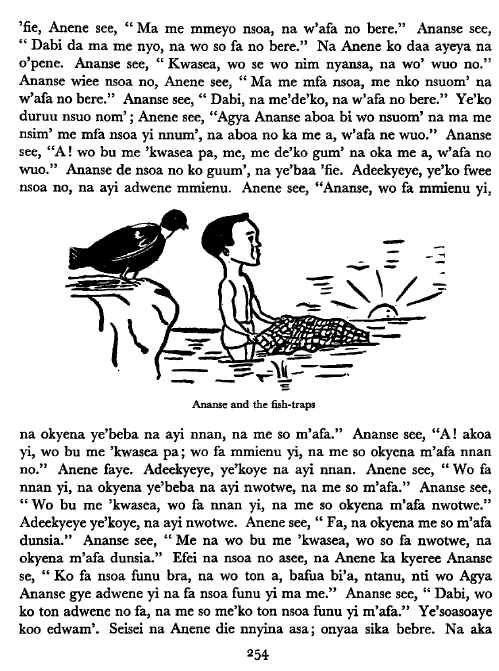 'fie, Anene see, “ Ma me mmeyo nsoa, na w'afa no bere.” Ananse see,
“ Dabi da ma me nyo, na wo so fa no bere.” Na Anene ko daa ayeya na
o'pene. Ananse see, “ Kwasea, wo se wo nim nyansa, na wo' wuo no.”
Ananse wiee nsoa no, Anene see, “ Ma me mfa nsoa, me nko nsuom' na
w'afa no bere.” Ananse see, “ Dabi, na me'de'ko, na w'afa no bere.” Ye'ko
duruu nsuo nom' ; Anene see, “Agya Ananse aboa bi wo nsuom' na ma me
nsim' me mfa nsoa yi nnum', na aboa no ka me a, w'afa ne wuo.” Ananse
see, “A! wo bu me 'kwasea pa, me, me de'ko gum' na oka me a, w'afa no
wuo.” Ananse de nsoa no ko guum', na ye'baa 'fie. Adeekyeye, ye'ko fwee
nsoa no, na ayi adwene mmienu. Anene see, “Ananse, wo fa mmienu yi,
Ananse and the fish-traps
na okyena ye'beba na ayi nnan, na me so m'afa.” Ananse see, “A! akoa
yi, wo bu me 'kwasea pa; wo fa mmienu yi, na me so okyena m'afa nnan
no.” Anene faye. Adeekyeye, ye'koye na ayi nnan. Anene see, “ Wo fa
nnan yi, na okyena ye'beba na ayi nwotwe, na me so m'afa.” Ananse see,
“ Wo bu me 'kwasea, wo fa nnan yi, na me so okyena m'afa nwotwe.”
Adeekyeye ye'koye, na ayi nwotwe. Anene see, “ Fa, na okyena me so m'afa
dunsia.” Ananse see, “ Me na wo bu me 'kwasea, wo so fa nwotwe, na
okyena m'afa dunsia.” Efei na nsoa no asee, na Anene ka kyeree Ananse
se, “ Ko fa nsoa funu bra, na wo ton a, bafua bi'a, ntanu, nti wo Agya
Ananse gye adwene yi na fa nsoa funu yi ma me.” Ananse see, “ Dabi, wo
ko ton adwene no fa, na me so me'ko ton nsoa funu yi m'afa.” Ye'soasoaye
koo edwam'. Seisei na Anene die nnyina asa; onyaa sika bebre. Na aka
254